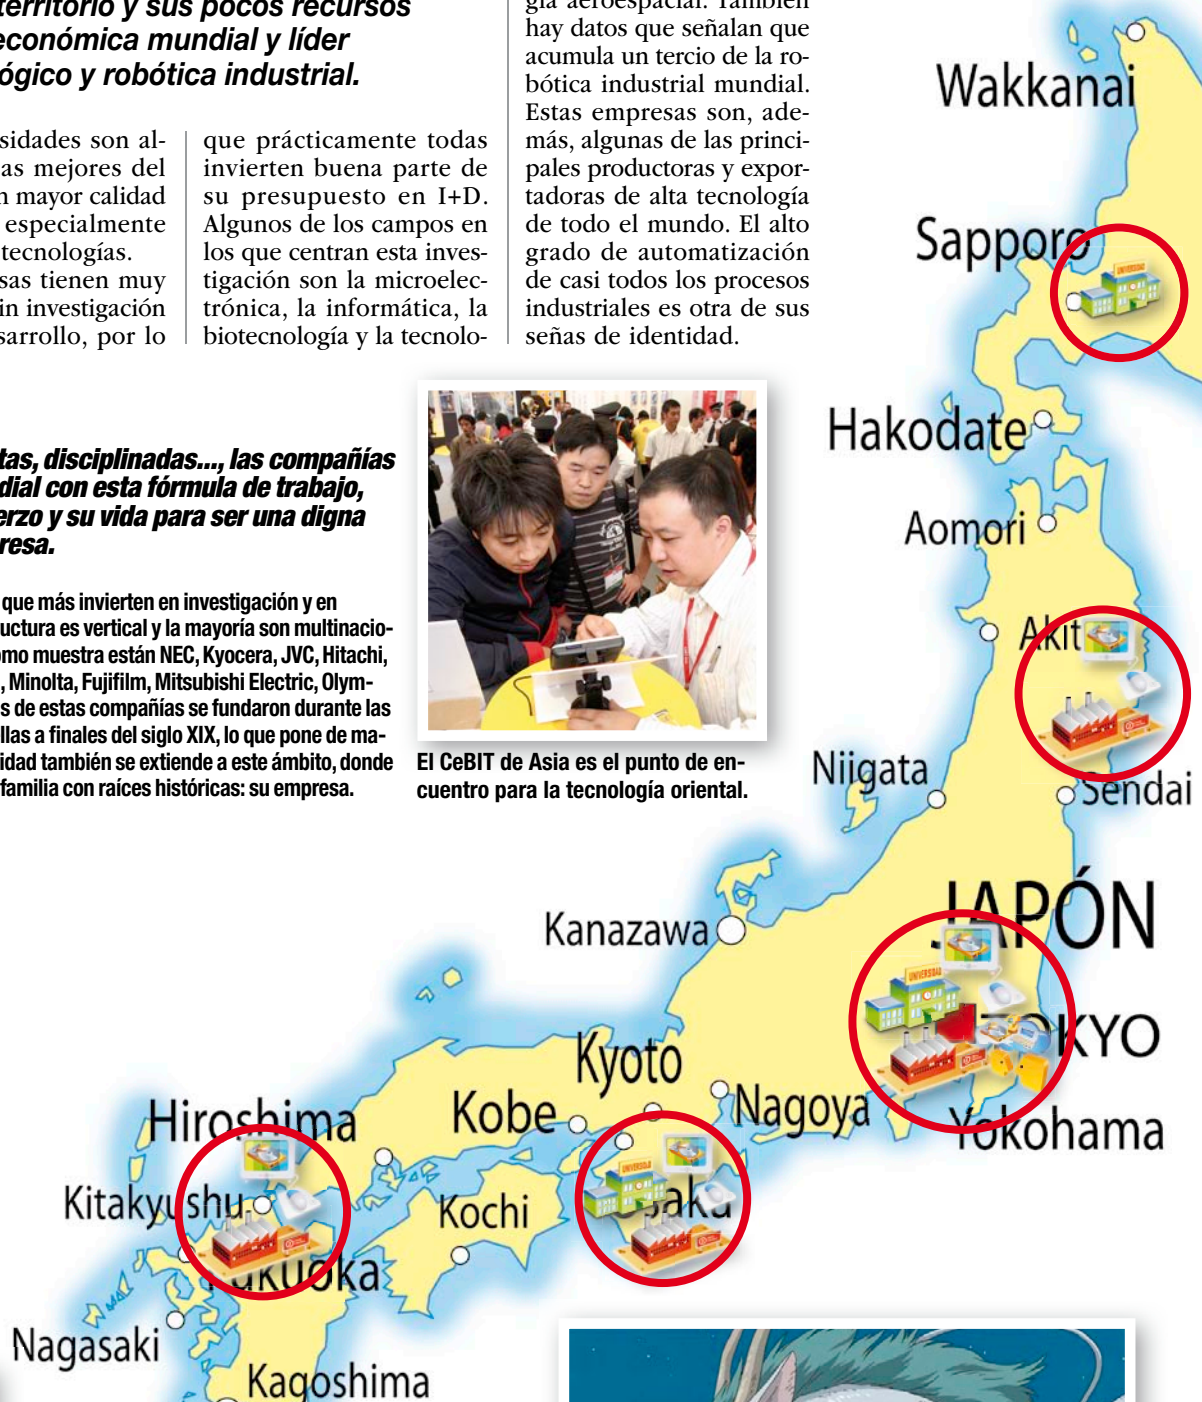 territorio y sus pocos recursos
económica mundial y líder
ógico y robótica industrial.
sidades son al-
as mejores del
n mayor calidad
especialmente
tecnologías.
sas tienen muy
in investigación
sarrollo, por lo
que prácticamente todas
invierten buena parte de
su presupuesto en I+D.
Algunos de los campos en
los que centran esta inves-
tigación son la microelec-
trónica, la informática, la
biotecnología y la tecnolo-
gía aeroespacial. También
hay datos que señalan que
acumula un tercio de la ro-
bótica industrial mundial.
Estas empresas son, ade-
más, algunas de las princi-
pales productoras y expor-
tadoras de alta tecnología
de todo el mundo. El alto
grado de automatización
de casi todos los procesos
industriales es otra de sus
señas de identidad.
tas, disciplinadas..., las compañías
dial con esta fórmula de trabajo,
erzo y su vida para ser una digna
resa.
que más invierten en investigación y en
uctura es vertical y la mayoría son multinacio-
omo muestra están NEC, Kyocera, JVC, Hitachi,
, Minolta, Fujifilm, Mitsubishi Electric, Olym-
s de estas compañías se fundaron durante las
llas a finales del siglo XIX, lo que pone de ma-
idad también se extiende a este ámbito, donde
familia con raíces históricas: su empresa.
El CeBIT de Asia es el punto de en-
cuentro para la tecnología oriental.
Wakkanai
Sapporo
UNIVERSIDAD
Hakodate
Aomori
Akit
Niigata
Sendai
JAPÓN
Kanazawa
UNIVERSIDAD
TOKYO
Kyoto
Kobe
Nagoya
Yokohama
Hiroshima
UNIVERSIDAD
Kitakyushu
Kochi
Osaka
Fukuoka
Nagasaki
Kagoshima